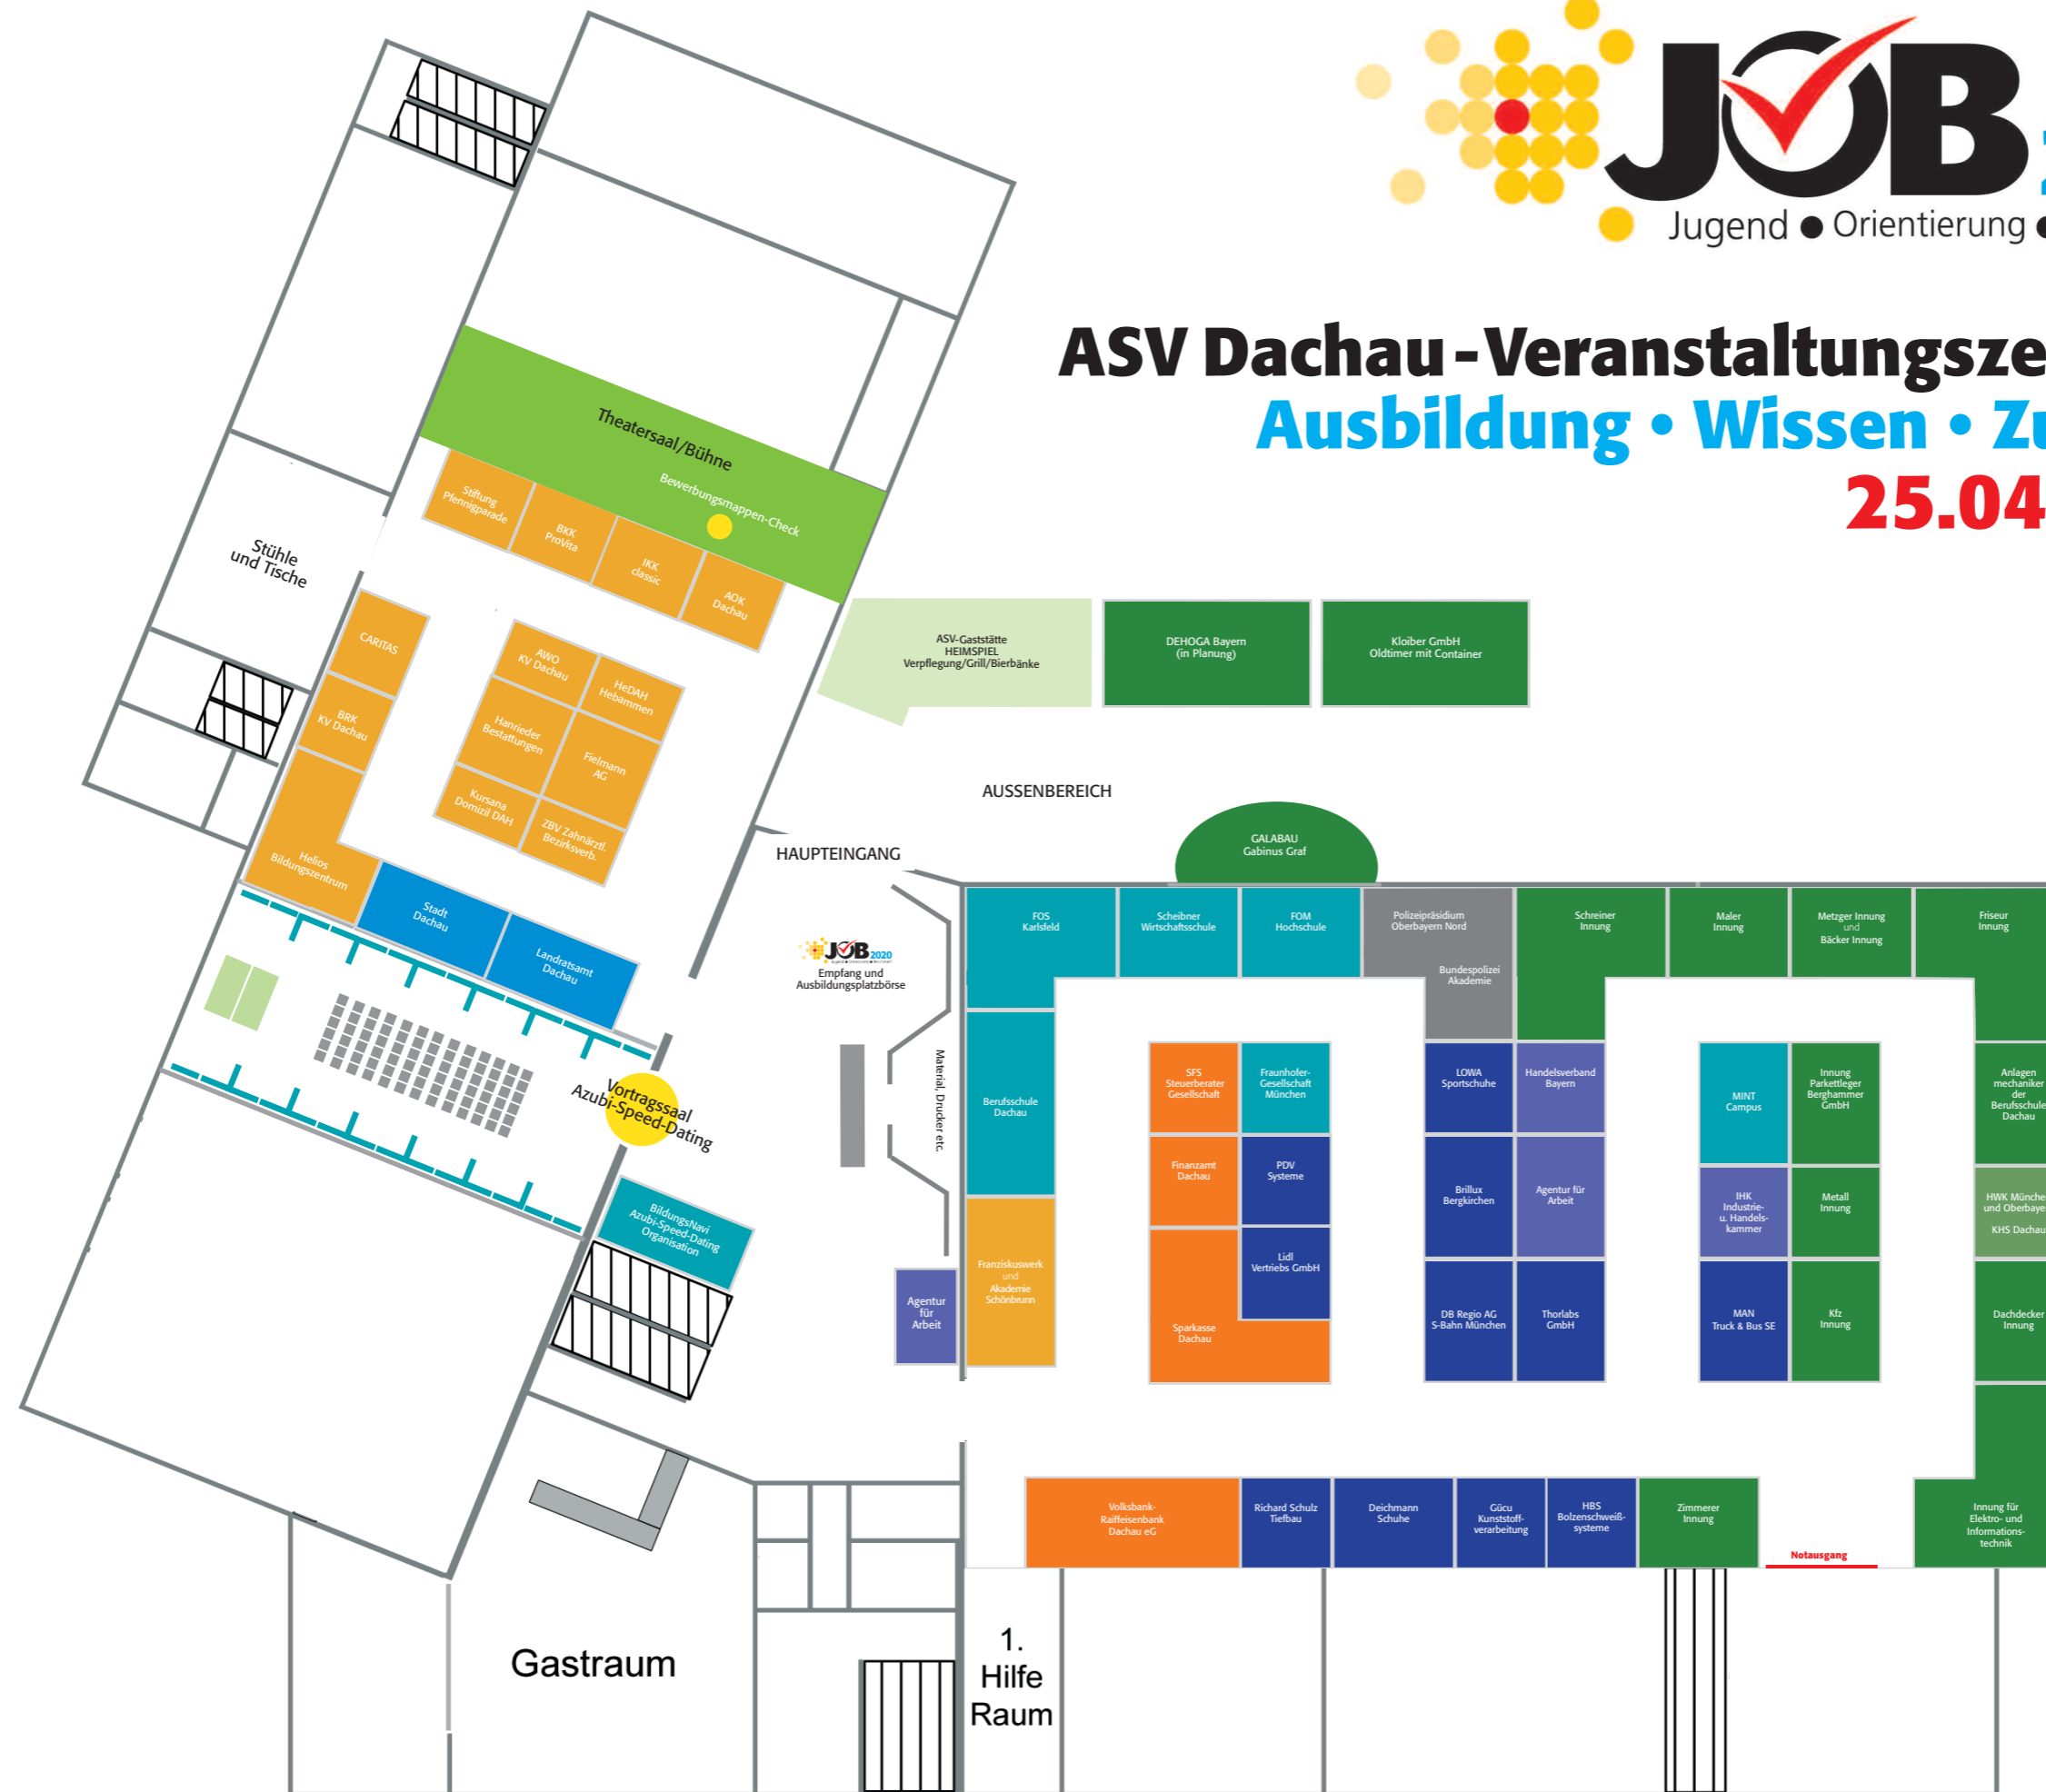 JOB
Jugend ● Orientierung ●
ASV Dachau-Veranstaltungsze
Ausbildung • Wissen • Zu
25.04
Theatersaal/Bühne
Bewerbungsmappen-Check
Stiftung
Pfennigparade
BKK
ProVita
IKK
classic
AOK
Dachau
Stühle
und Tische
CARITAS
BRK
KV Dachau
Helios
Bildungszentrum
AWO
KV Dachau
HeDAH
Hebammen
Hanrieder
Bestattungen
Fielmann
AG
Kursana
Domizil DAH
ZBV Zahnärztl.
Bezirksverb.
Stadt
Dachau
Landratsamt
Dachau
ASV-Gaststätte
HEIMSPIEL
Verpflegung/Grill/Bierbänke
DEHOGA Bayern
(in Planung)
Kloiber GmbH
Oldtimer mit Container
AUSSENBEREICH
HAUPTEINGANG
GALABAU
Gabinus Graf
JOB 2020
Empfang und
Ausbildungsplatzbörse
Material, Drucker etc.
Vortragssaal
Azubi-Speed-Dating
BildungsNavi
Azubi-Speed-Dating
Organisation
Agentur
für
Arbeit
FOS
Karlsfeld
Scheibner
Wirtschaftsschule
FOM
Hochschule
Polizeipräsidium
Oberbayern Nord
Bundespolizei
Akademie
Schreiner
Innung
Maler
Innung
Metzger Innung
und
Bäcker Innung
Friseur
Innung
Berufsschule
Dachau
Franziskuswerk
und
Akademie
Schönbrunn
SFS
Steuerberater
Gesellschaft
Fraunhofer-
Gesellschaft
München
Finanzamt
Dachau
PDV
Systeme
Lidl
Vertriebs GmbH
Sparkasse
Dachau
LOWA
Sportschuhe
Handelsverband
Bayern
Brillux
Bergkirchen
Agentur für
Arbeit
DB Regio AG
S-Bahn München
Thorlabs
GmbH
MINT
Campus
Innung
Parkettleger
Berghammer
GmbH
IHK
Industrie-
u. Handels-
kammer
Metall
Innung
MAN
Truck & Bus SE
Kfz
Innung
Anlagen
mechaniker
der
Berufsschule
Dachau
HWK Münche
und Oberbaye
KHS Dachau
Dachdecker
Innung
Volksbank-
Raiffeisenbank
Dachau eG
Richard Schulz
Tiefbau
Deichmann
Schuhe
Gücu
Kunststoff-
verarbeitung
HBS
Bolzenschweiß-
systeme
Zimmerer
Innung
Notausgang
Innung für
Elektro- und
Informations-
technik
Gastraum
1.
Hilfe
Raum